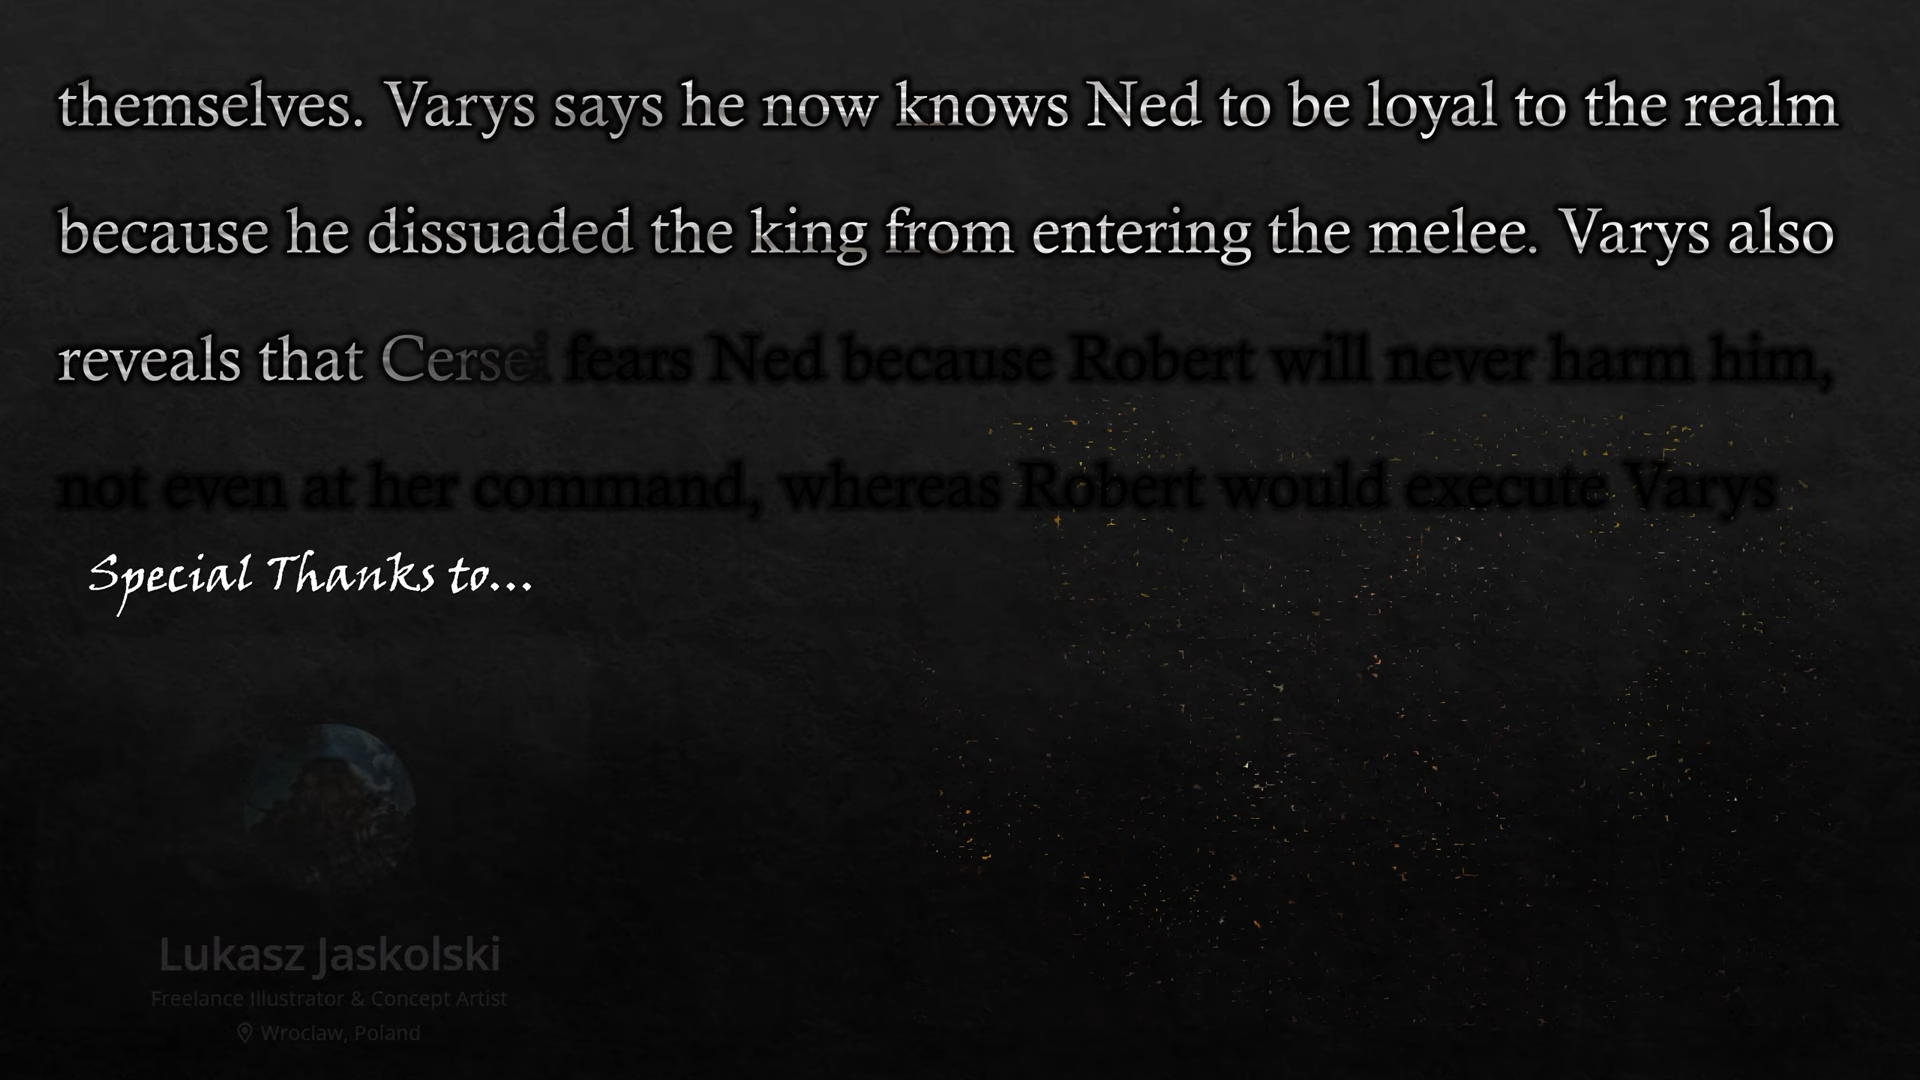 themselves. Varys says he now knows Ned to be loyal to the realm
because he dissuaded the king from entering the melee. Varys also
reveals that Cersei fears Ned because Robert will never harm him,
not even at her command, whereas Robert would execute Varys
Special Thanks to...
Lukasz Jaskolski
Freelance Illustrator & Concept Artist
Wroclaw, Poland